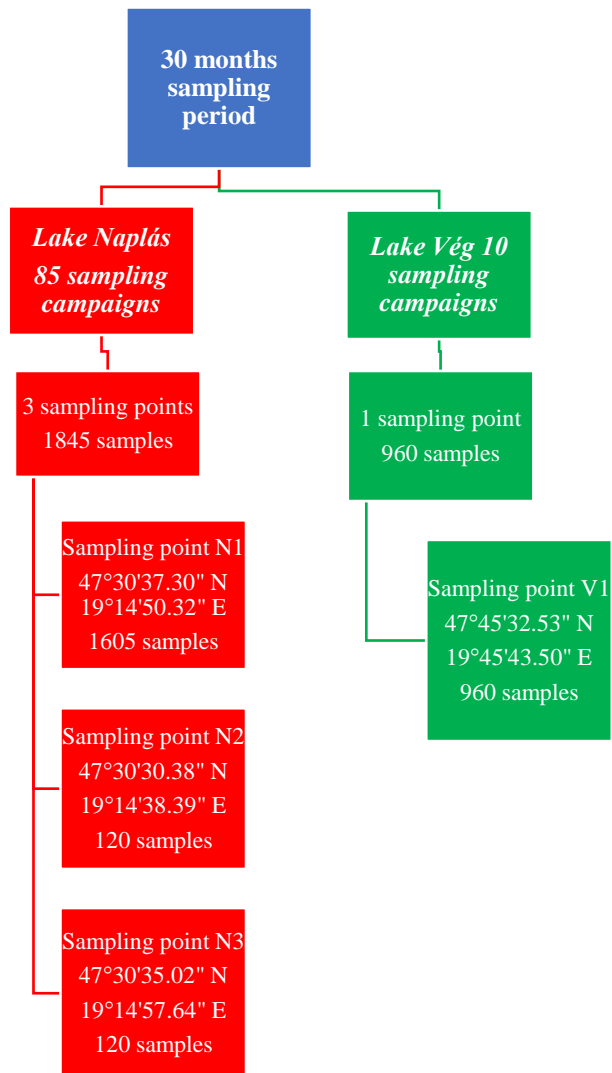 30 months
sampling
period
Lake Naplás
85 sampling
campaigns
3 sampling points
1845 samples
Sampling point N1
47°30'37.30" N
19°14'50.32" E
1605 samples
Sampling point N2
47°30'30.38" N
19°14'38.39" E
120 samples
Sampling point N3
47°30'35.02" N
19°14'57.64" E
120 samples
Lake Vég 10
sampling
campaigns
1 sampling point
960 samples
Sampling point V1
47°45'32.53" N
19°45'43.50" E
960 samples